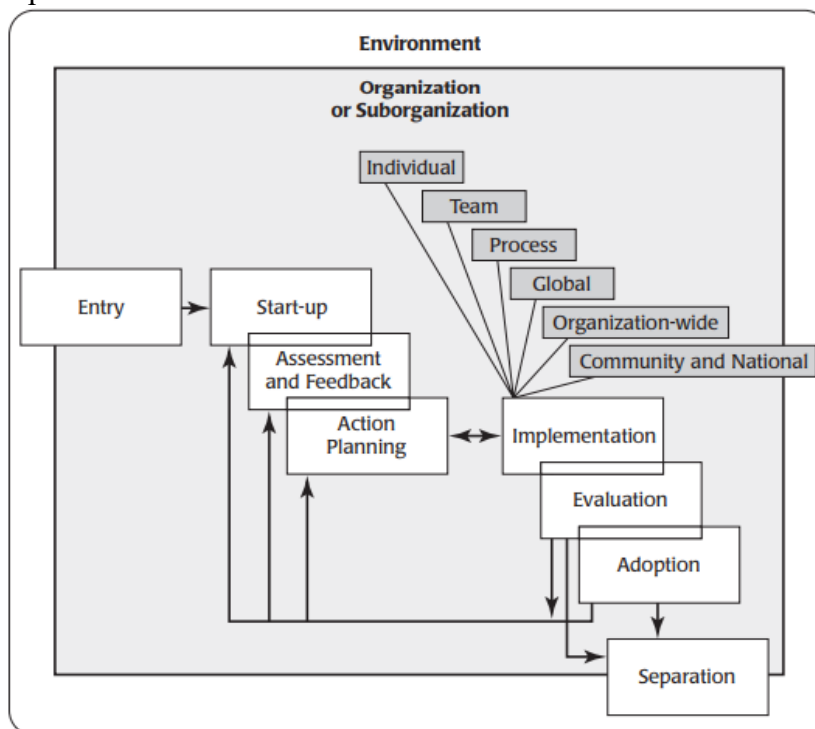 Environment
Organization
or Suborganization
Individual
Team
Process
Global
Organization-wide
Community and National
Entry
Start-up
Assessment
and Feedback
Action
Planning
Implementation
Evaluation
Adoption
Separation